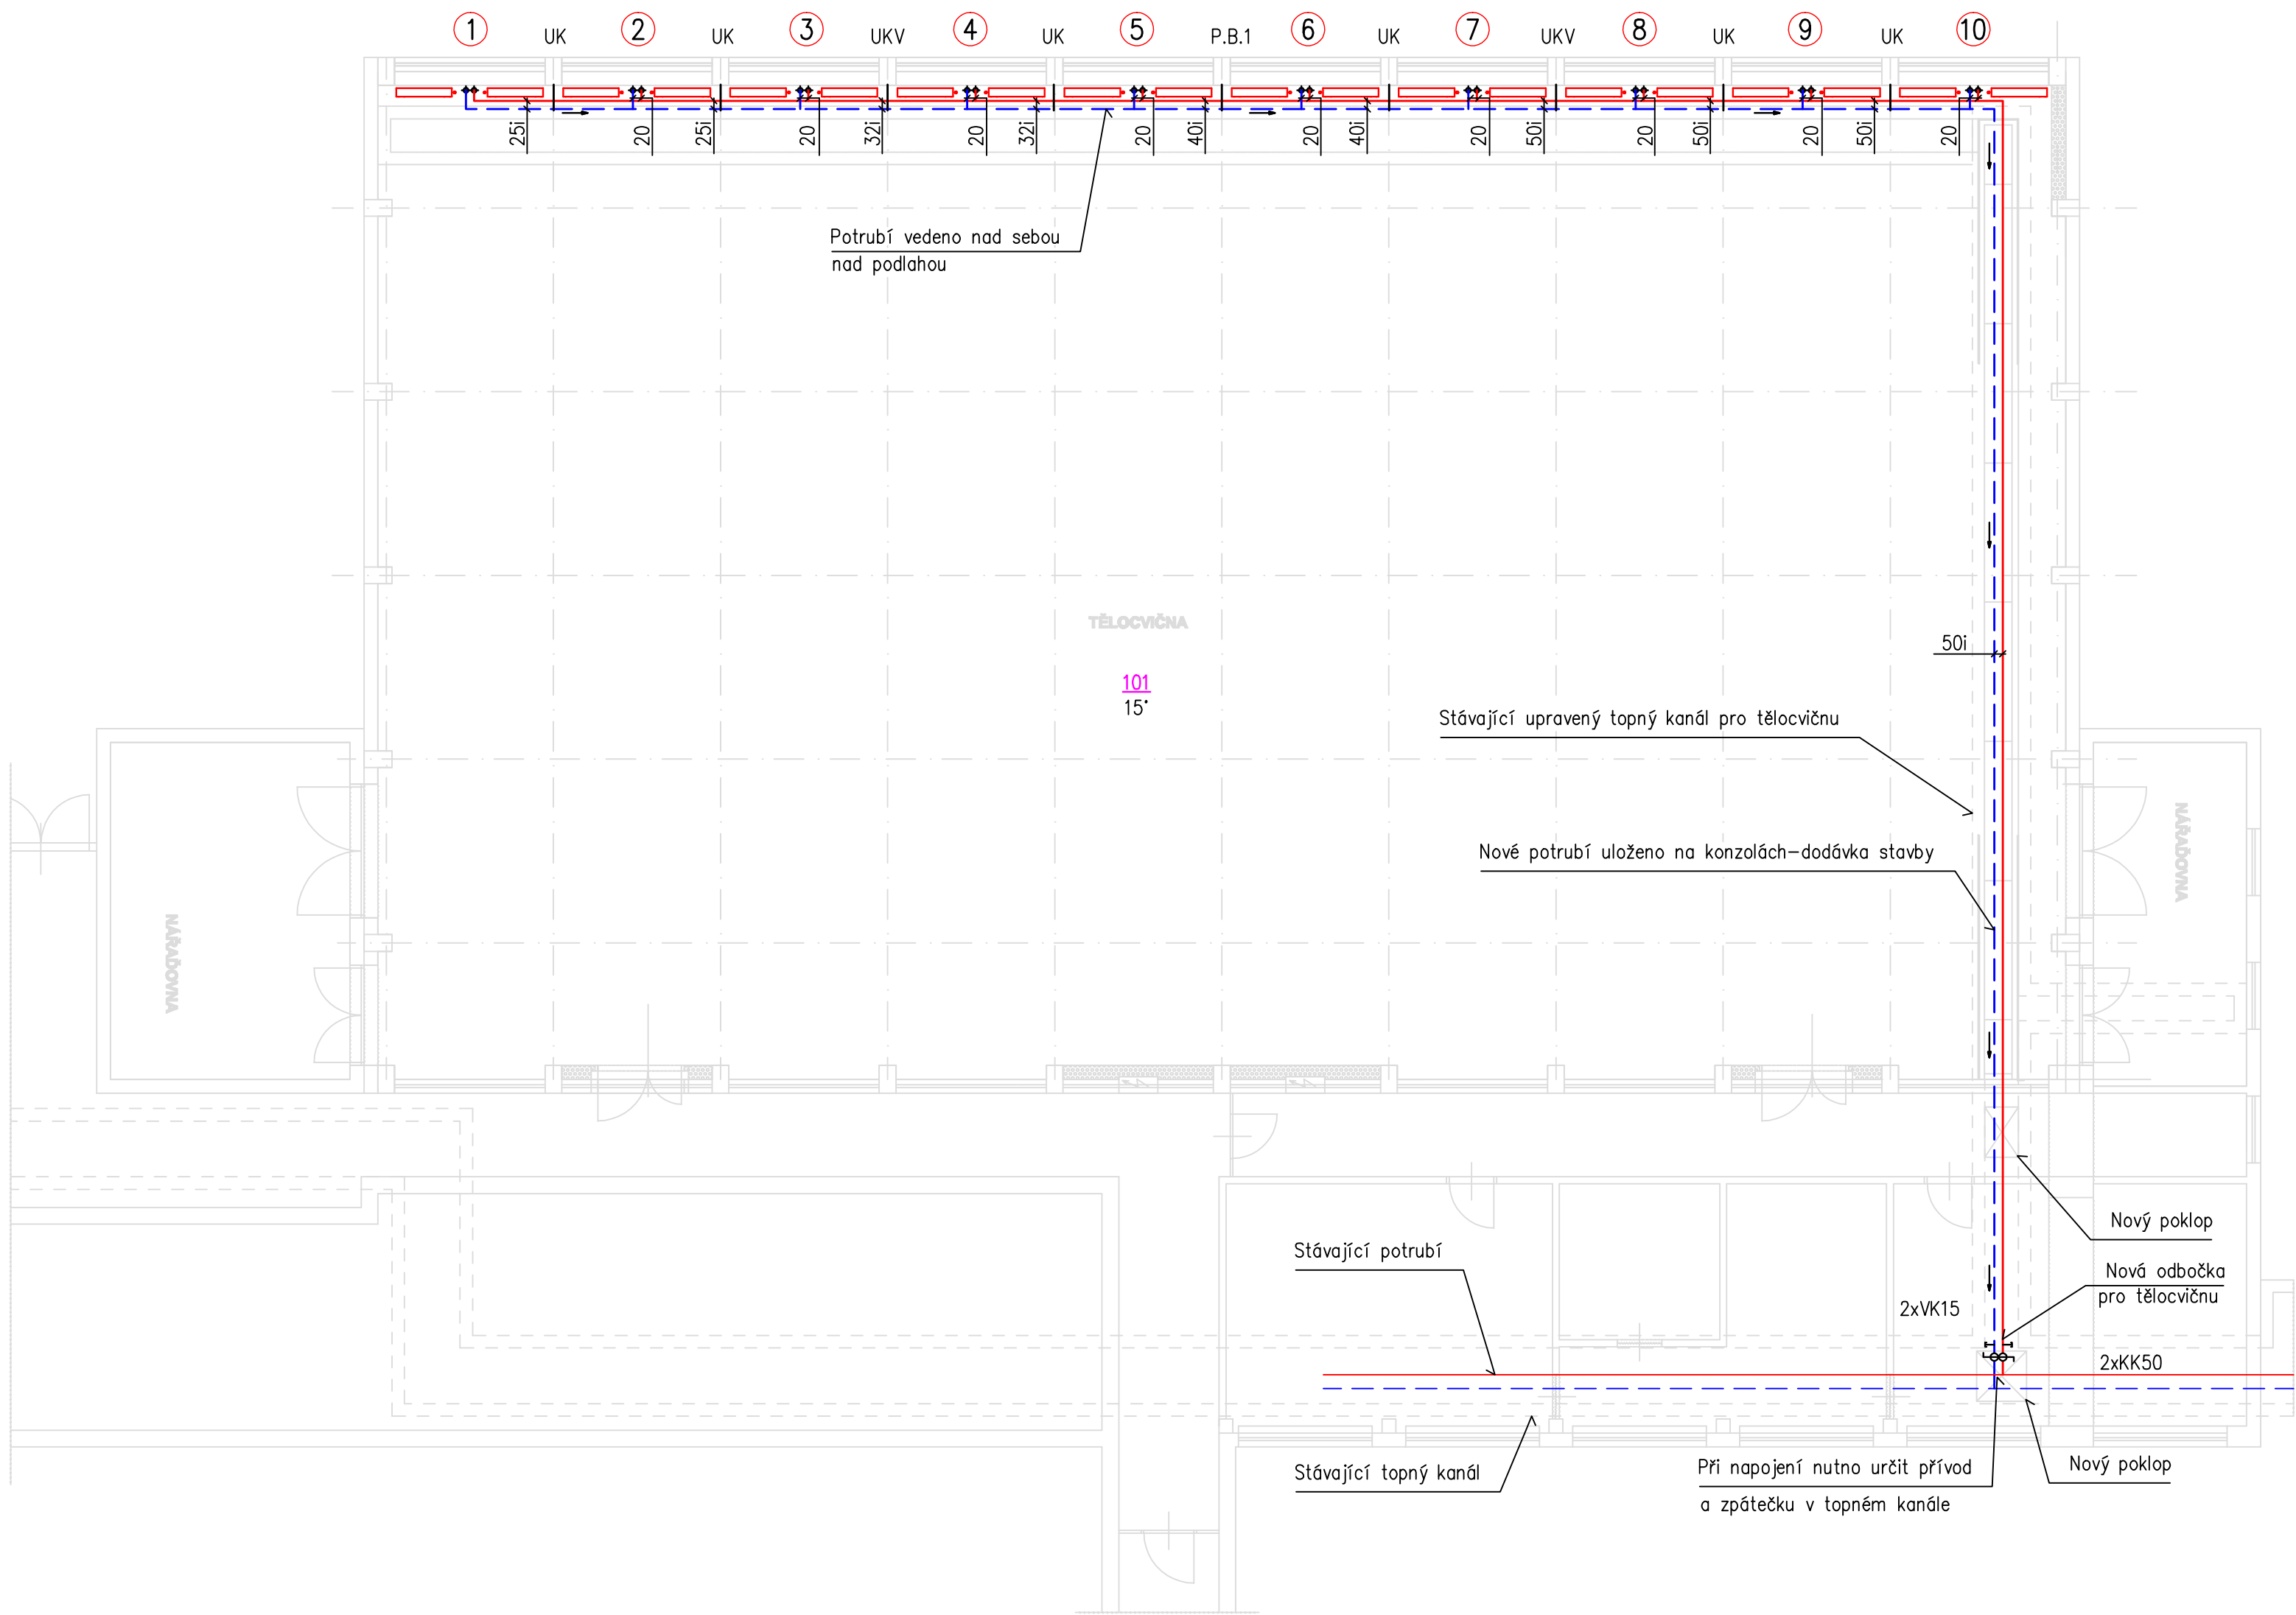 1 UK 2 UK 3 UKV 4 UK 5 P.B.1 6 UK 7 UKV 8 UK 9 UK 10
25i 20 25i 20 32i 20 32i 20 40i 20 40i 20 50i 20 50i 20 50i 20
Potrubí vedeno nad sebou
nad podlahou
TĚLOCVIČNA
101
15°
50i
Stávající upravený topný kanál pro tělocvičnu
Nové potrubí uloženo na konzolách-dodávka stavby
NÁŘAĎOVNA
NÁŘAĎOVNA
Nový poklop
Stávající potrubí
Nová odbočka
pro tělocvičnu
2xVK15
2xKK50
Stávající topný kanál
Při napojení nutno určit přívod
a zpátečku v topném kanále
Nový poklop